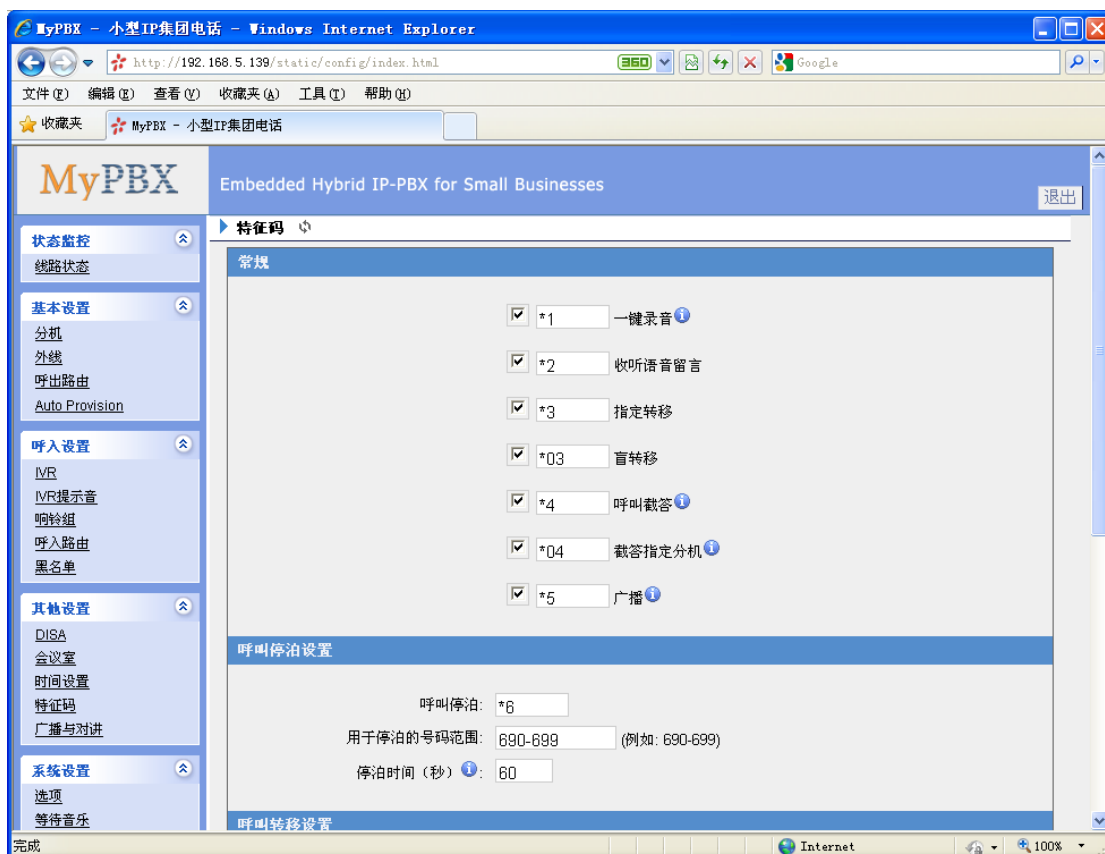 MyPBX - 小型IP集团电话 - Windows Internet Explorer
http://192.168.5.139/static/config/index.html 360 Google
文件(F) 编辑(E) 查看(V) 收藏夹(A) 工具(T) 帮助(H)
收藏夹 MyPBX - 小型IP集团电话
MyPBX Embedded Hybrid IP-PBX for Small Businesses
退出
状态监控
线路状态
基本设置
分机
外线
呼出路由
Auto Provision
呼入设置
IVR
IVR提示音
响铃组
呼入路由
黑名单
其他设置
DISA
会议室
时间设置
特征码
广播与对讲
系统设置
选项
等待音乐
特征码
常规
*1 一键录音
*2 收听语音留言
*3 指定转移
*03 盲转移
*4 呼叫截答
*04 截答指定分机
*5 广播
呼叫停泊设置
呼叫停泊: *6
用于停泊的号码范围: 690-699 (例如: 690-699)
停泊时间（秒） : 60
呼叫转移设置
完成 Internet 100%